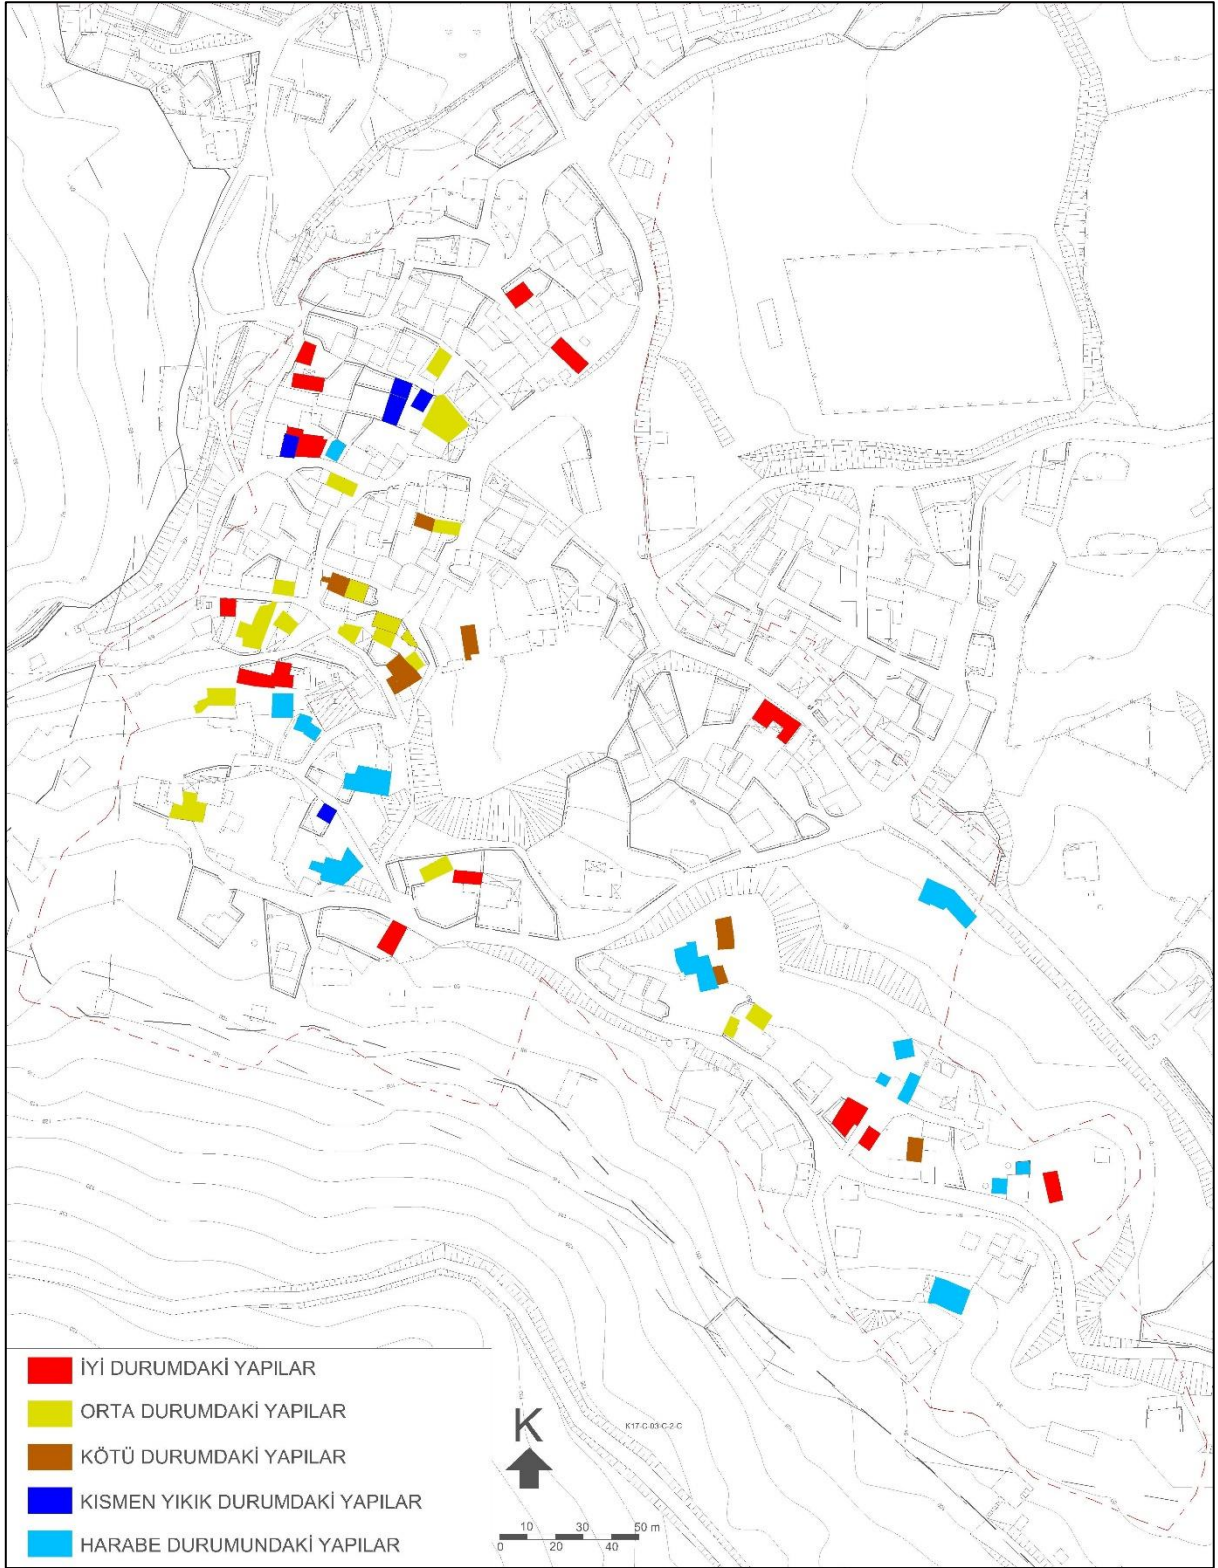 K17-C-03-C-2-C
İYİ DURUMDAKİ YAPILAR
ORTA DURUMDAKİ YAPILAR
KÖTÜ DURUMDAKİ YAPILAR
KISMEN YIKIK DURUMDAKİ YAPILAR
HARABE DURUMUNDAKİ YAPILAR
K
10 30 50 m
0 20 40